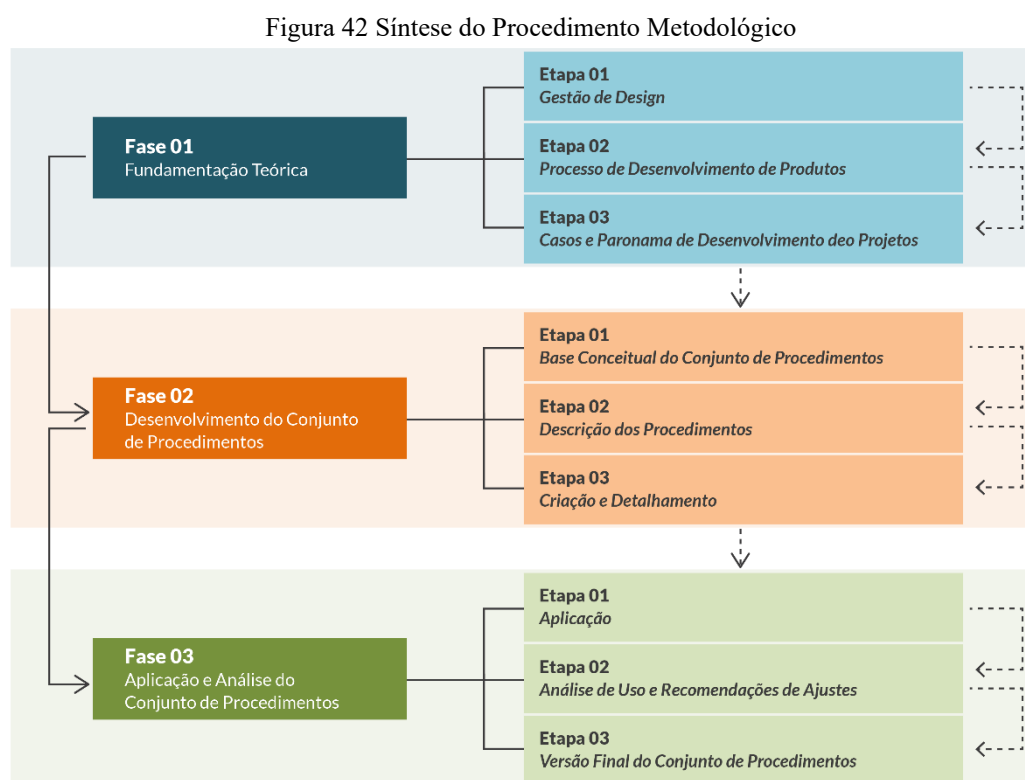 Figura 42 Síntese do Procedimento Metodológico
Fase 01
Fundamentação Teórica
Etapa 01
Gestão de Design
Etapa 02
Processo de Desenvolvimento de Produtos
Etapa 03
Casos e Paronama de Desenvolvimento deo Projetos
Fase 02
Desenvolvimento do Conjunto
de Procedimentos
Etapa 01
Base Conceitual do Conjunto de Procedimentos
Etapa 02
Descrição dos Procedimentos
Etapa 03
Criação e Detalhamento
Fase 03
Aplicação e Análise do
Conjunto de Procedimentos
Etapa 01
Aplicação
Etapa 02
Análise de Uso e Recomendações de Ajustes
Etapa 03
Versão Final do Conjunto de Procedimentos